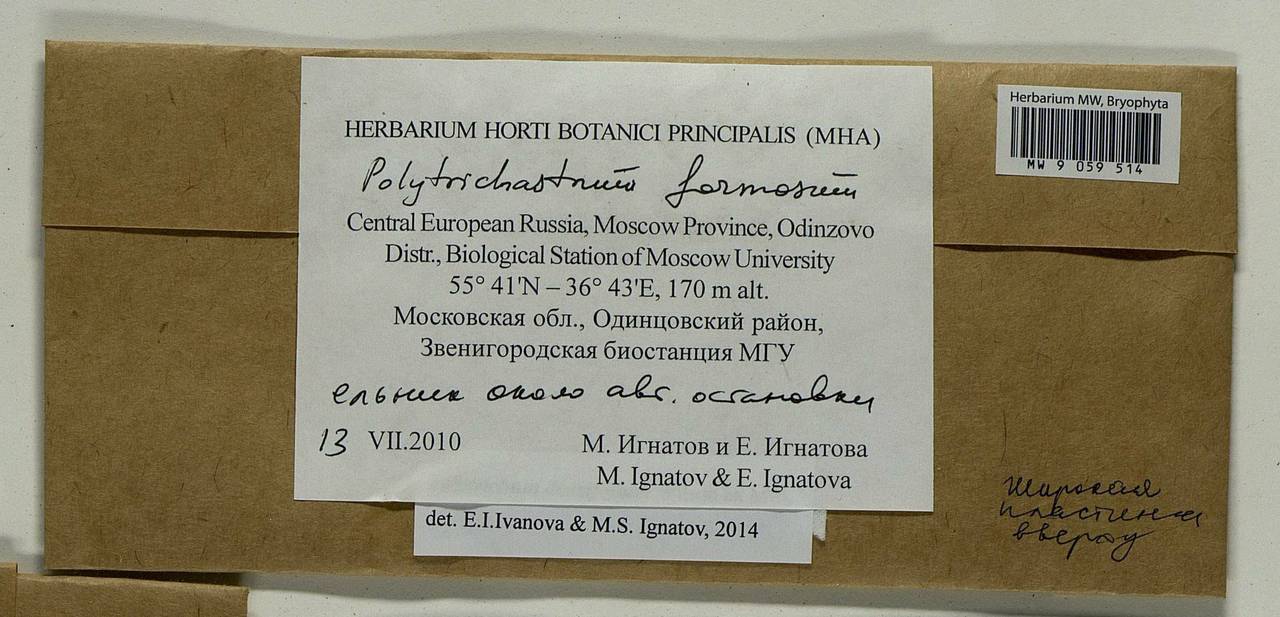 Herbarium MW, Bryophyta
MW 9 059 514
HERBARIUM HORTI BOTANICI PRINCIPALIS (MHA)
Polytrichastrum formosum
Central European Russia, Moscow Province, Odinzovo
Distr., Biological Station of Moscow University
55° 41'N – 36° 43'E, 170 m alt.
Московская обл., Одинцовский район,
Звенигородская биостанция МГУ
ельник около авт. остановки
13 VII.2010
М. Игнатов и Е. Игнатова
M. Ignatov & E. Ignatova
det. E.I.Ivanova & M.S. Ignatov, 2014
Широкая
пластинка
вверху